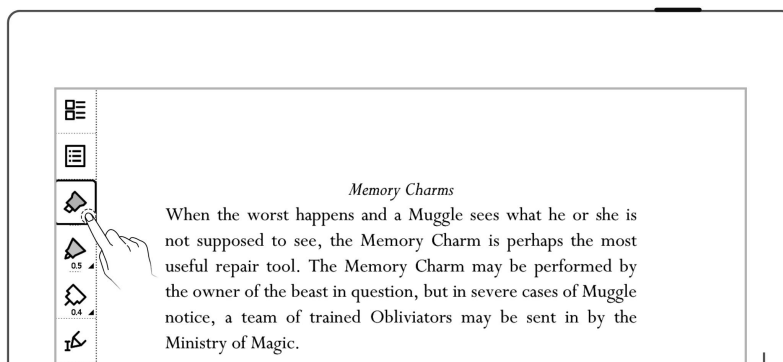 Memory Charms
When the worst happens and a Muggle sees what he or she is
not supposed to see, the Memory Charm is perhaps the most
useful repair tool. The Memory Charm may be performed by
the owner of the beast in question, but in severe cases of Muggle
notice, a team of trained Obliviators may be sent in by the
Ministry of Magic.
0.5
0.4
I